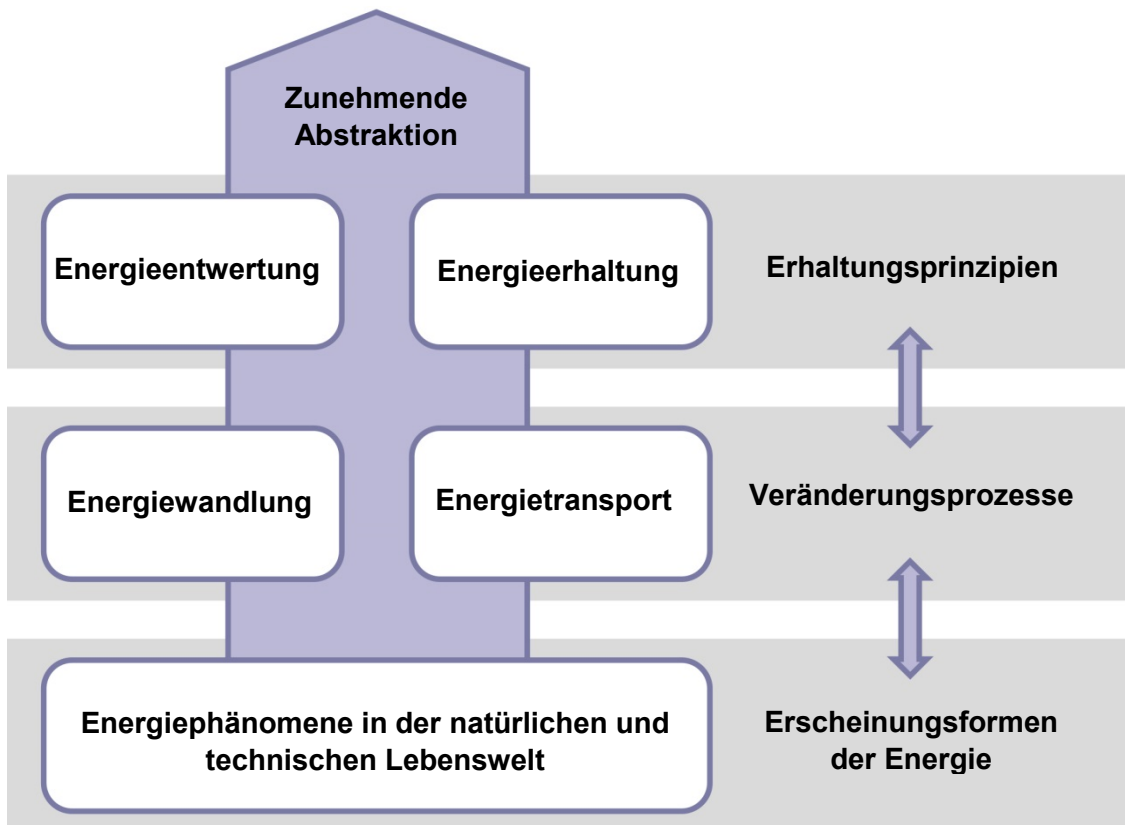 Zunehmende
Abstraktion
Energieentwertung
Energieerhaltung
Erhaltungsprinzipien
Energiewandlung
Energietransport
Veränderungsprozesse
Energiephänomene in der natürlichen und
technischen Lebenswelt
Erscheinungsformen
der Energie